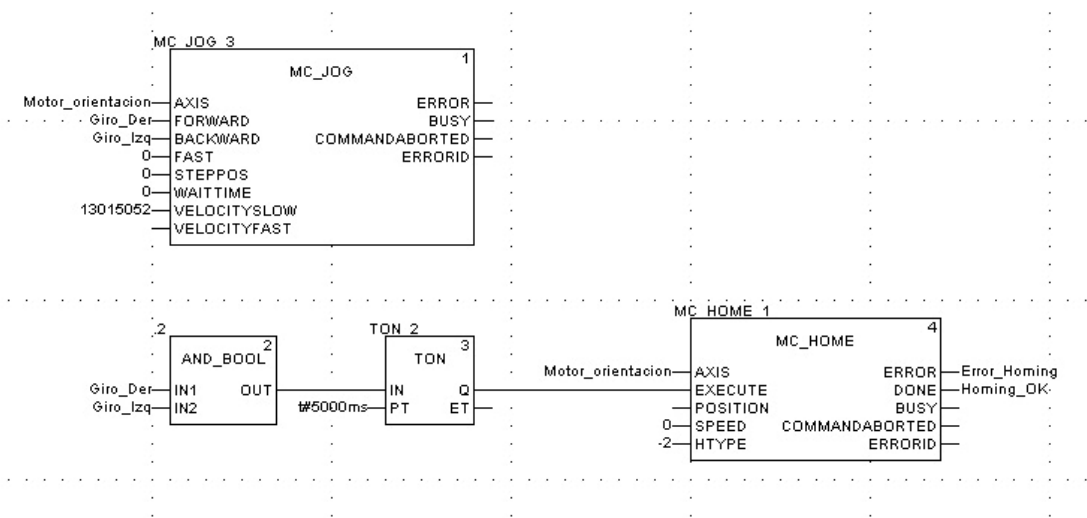 MC_JOG_3
1
MC_JOG
Motor_orientacion AXIS ERROR
Giro_Der FORWARD BUSY
Giro_Izq BACKWARD COMMANDABORTED
0 FAST ERRORID
0 STEPPOS
0 WAITTIME
13015052 VELOCITYSLOW
VELOCITYFAST
.2 TON_2 MC_HOME_1
2 3 4
AND_BOOL TON MC_HOME
Motor_orientacion AXIS ERROR Error_Homing
Giro_Der IN1 OUT IN Q EXECUTE DONE Homing_OK
Giro_Izq IN2 t#5000ms PT ET POSITION BUSY
0 SPEED COMMANDABORTED
-2 HTYPE ERRORID